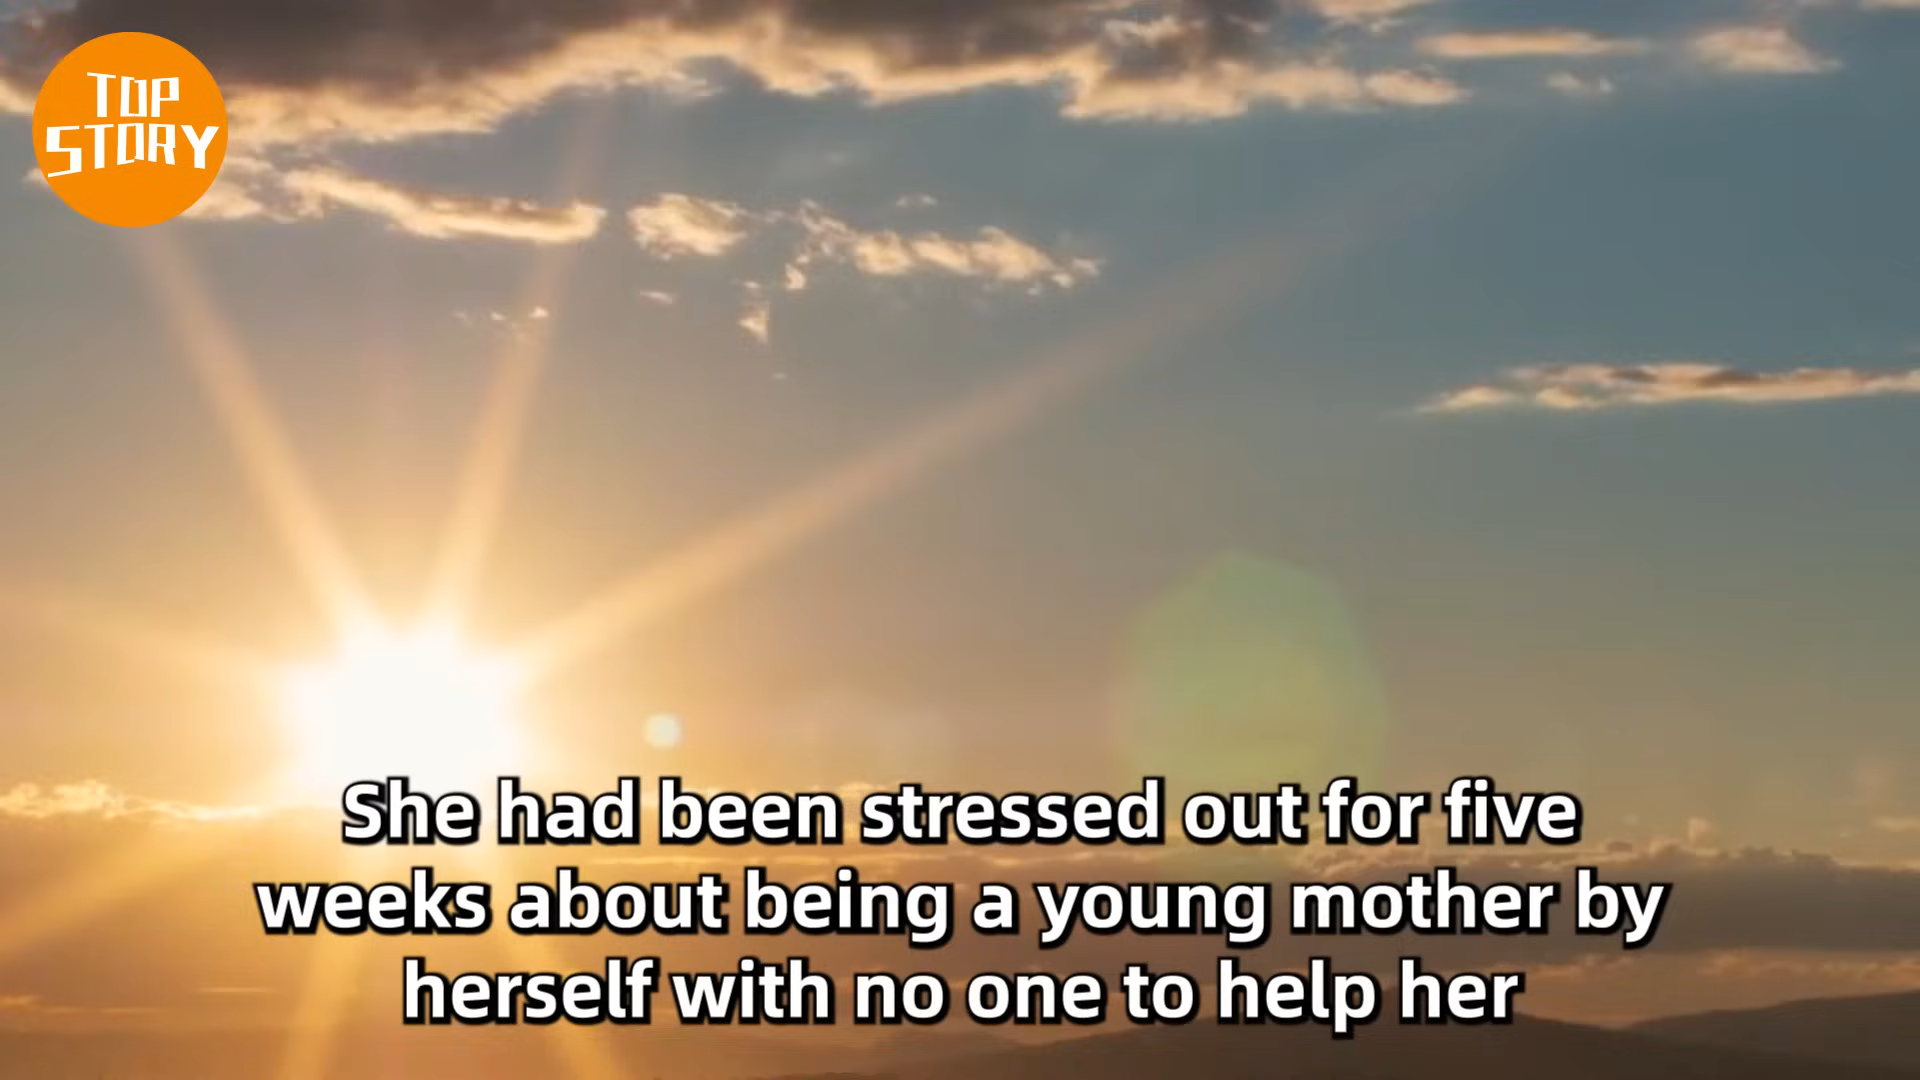 TOP
STORY
She had been stressed out for five
weeks about being a young mother by
herself with no one to help her